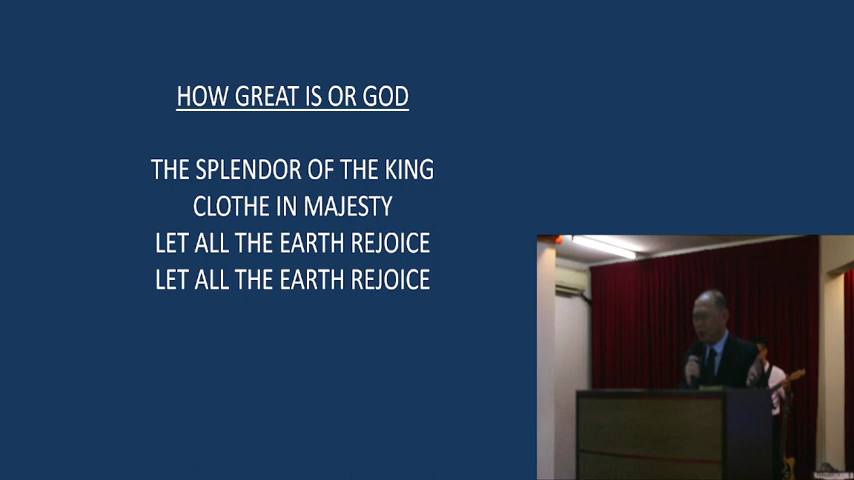 HOW GREAT IS OR GOD
THE SPLENDOR OF THE KING
CLOTHE IN MAJESTY
LET ALL THE EARTH REJOICE
LET ALL THE EARTH REJOICE